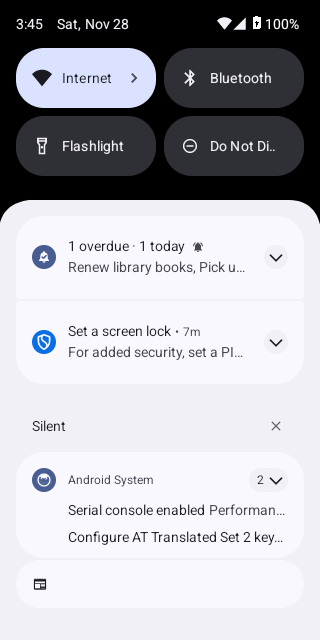 3:45 Sat, Nov 28 100%
Internet
Bluetooth
Flashlight
Do Not Di..
1 overdue · 1 today
Renew library books, Pick u...
Set a screen lock • 7m
For added security, set a PI...
Silent
Android System 2
Serial console enabled Performan...
Configure AT Translated Set 2 key...